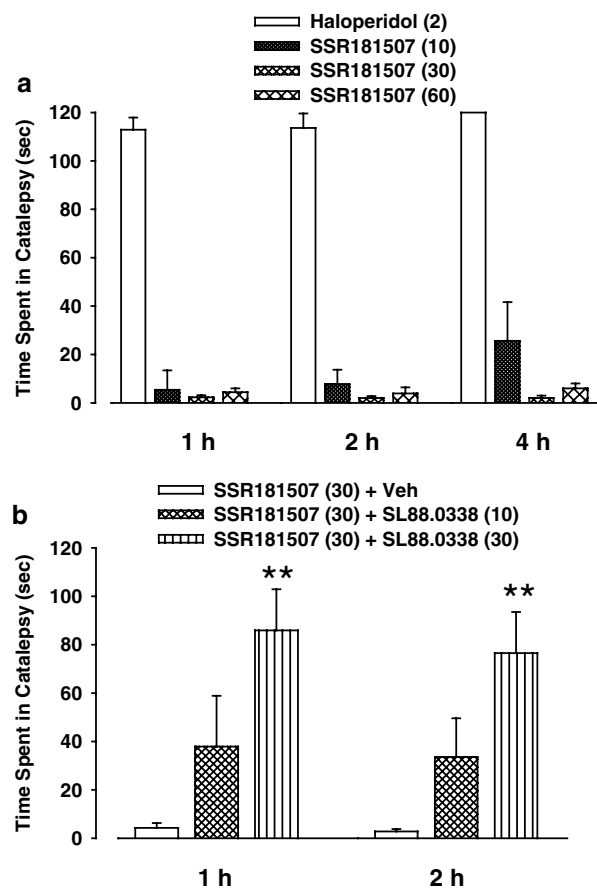 Haloperidol (2)
SSR181507 (10)
SSR181507 (30)
SSR181507 (60)
a
Time Spent in Catalepsy (sec)
120
100
80
60
40
20
0
1 h 2 h 4 h
SSR181507 (30) + Veh
SSR181507 (30) + SL88.0338 (10)
SSR181507 (30) + SL88.0338 (30)
b
Time Spent in Catalepsy (sec)
120
100
80
60
40
20
0
** **
1 h 2 h